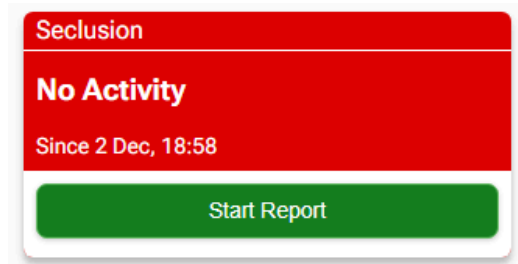 Seclusion
No Activity
Since 2 Dec, 18:58
Start Report